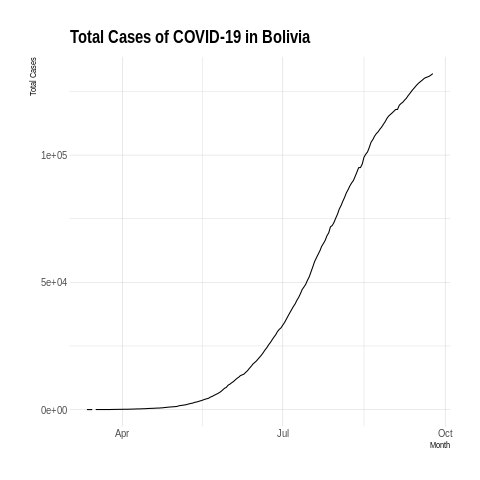 Total Cases of COVID-19 in Bolivia
Total Cases
1e+05
5e+04
0e+00
Apr Jul Oct
Month